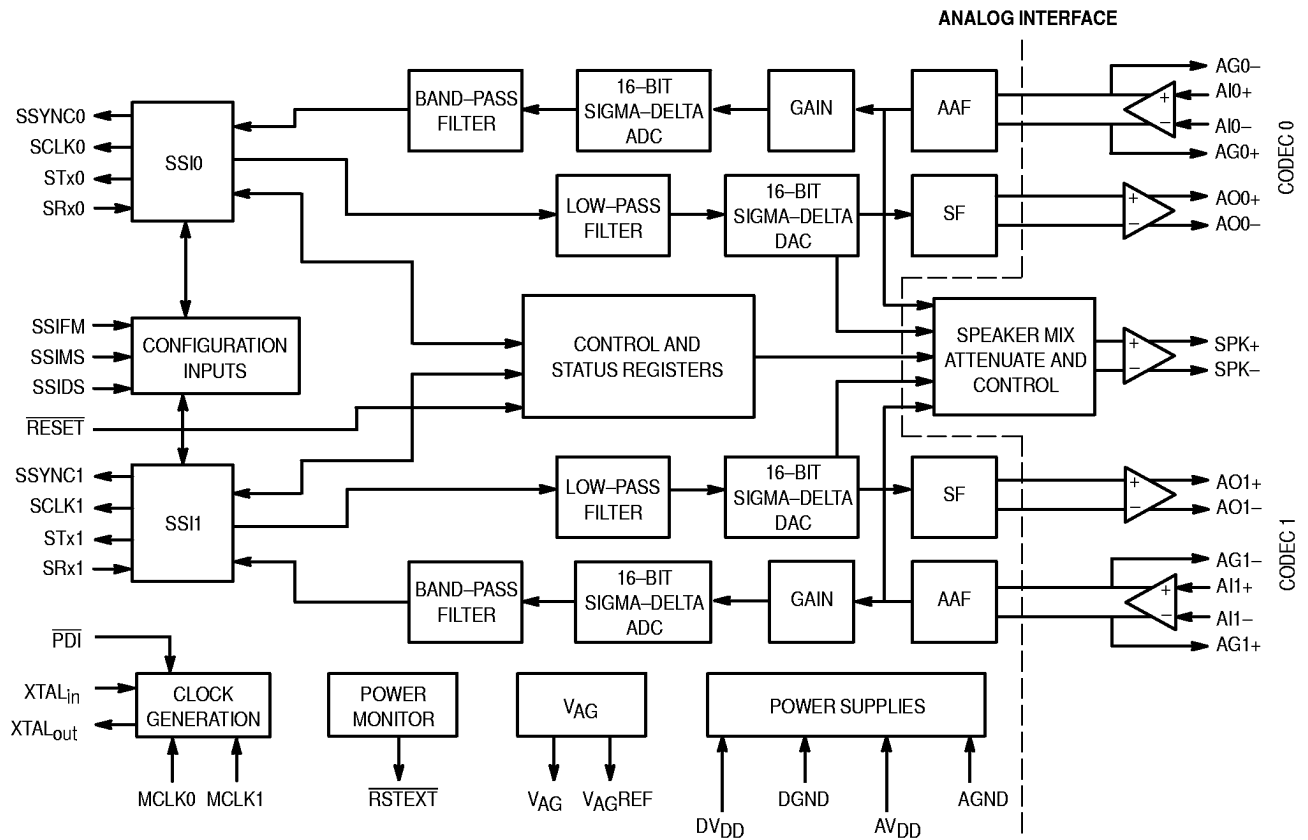 ANALOG INTERFACE
SSYNC0
SCLK0
STx0
SRx0
SSI0
BAND–PASS
FILTER
16–BIT
SIGMA–DELTA
ADC
GAIN
AAF
+
−
AG0–
AI0+
AI0–
AG0+
CODEC 0
LOW–PASS
FILTER
16–BIT
SIGMA–DELTA
DAC
SF
+
−
AO0+
AO0–
SSIFM
SSIMS
SSIDS
RESET
CONFIGURATION
INPUTS
CONTROL AND
STATUS REGISTERS
SPEAKER MIX
ATTENUATE AND
CONTROL
+
−
SPK+
SPK–
SSYNC1
SCLK1
STx1
SRx1
SSI1
LOW–PASS
FILTER
16–BIT
SIGMA–DELTA
DAC
SF
+
−
AO1+
AO1–
CODEC 1
BAND–PASS
FILTER
16–BIT
SIGMA–DELTA
ADC
GAIN
AAF
+
−
AG1–
AI1+
AI1–
AG1+
PDI
XTALin
XTALout
CLOCK
GENERATION
MCLK0 MCLK1
POWER
MONITOR
RSTEXT
VAG
VAG VAGREF
POWER SUPPLIES
DVDD DGND AVDD AGND